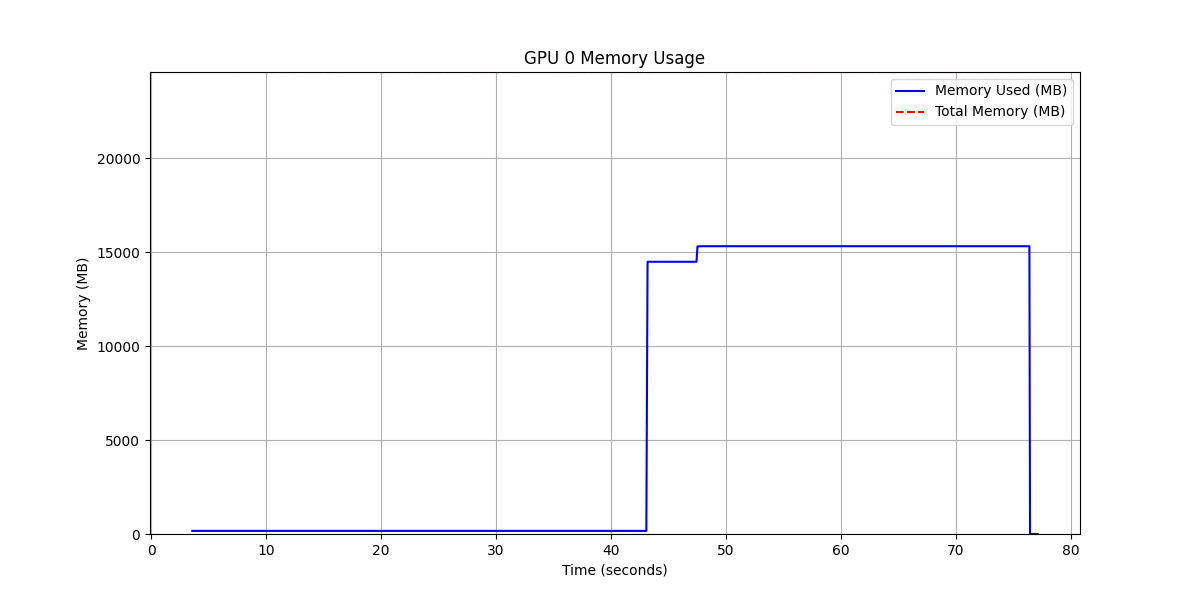 GPU 0 Memory Usage
Memory Used (MB)
Total Memory (MB)
20000
15000
10000
5000
0
Memory (MB)
0 10 20 30 40 50 60 70 80
Time (seconds)